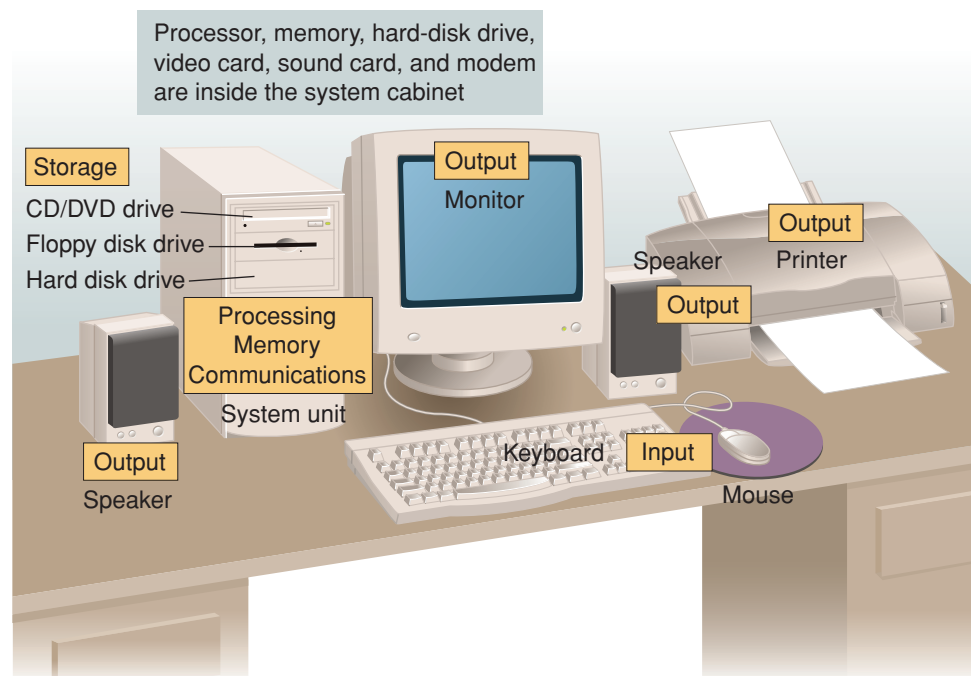 Processor, memory, hard-disk drive,
video card, sound card, and modem
are inside the system cabinet
Storage
CD/DVD drive
Floppy disk drive
Hard disk drive
Processing
Memory
Communications
System unit
Output
Monitor
Output
Printer
Speaker
Output
Output
Speaker
Keyboard
Input
Mouse